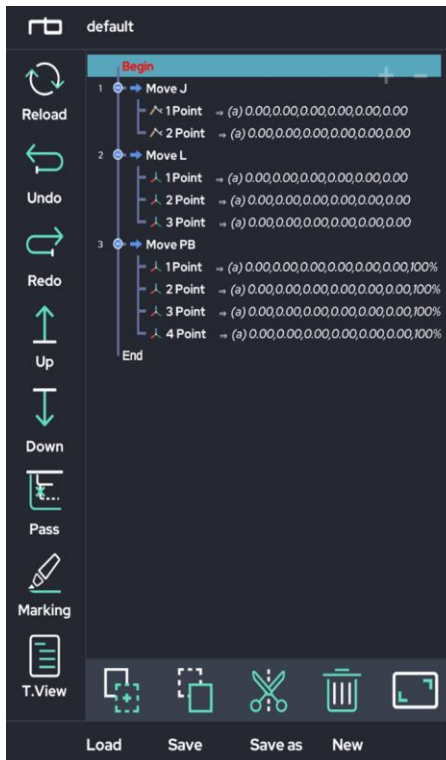 rb default
Begin
+ −
Reload
1 Move J
1 Point → (a) 0.00,0.00,0.00,0.00,0.00,0.00
2 Point → (a) 0.00,0.00,0.00,0.00,0.00,0.00
Undo
2 Move L
1 Point → (a) 0.00,0.00,0.00,0.00,0.00,0.00
2 Point → (a) 0.00,0.00,0.00,0.00,0.00,0.00
3 Point → (a) 0.00,0.00,0.00,0.00,0.00,0.00
Redo
3 Move PB
1 Point → (a) 0.00,0.00,0.00,0.00,0.00,0.00,100%
2 Point → (a) 0.00,0.00,0.00,0.00,0.00,0.00,100%
3 Point → (a) 0.00,0.00,0.00,0.00,0.00,0.00,100%
4 Point → (a) 0.00,0.00,0.00,0.00,0.00,0.00,100%
End
Up
Down
Pass
Marking
T.View
Load Save Save as New